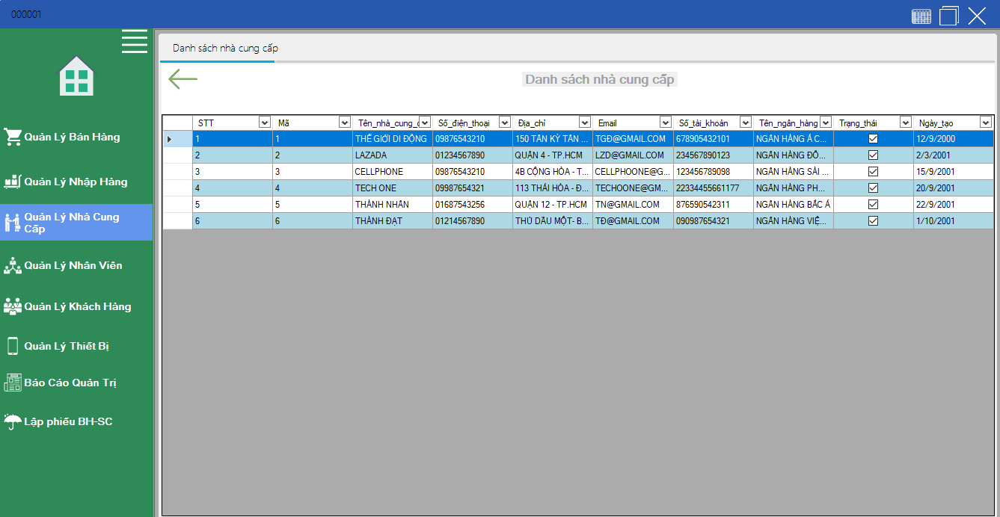 000001
Danh sách nhà cung cấp
Danh sách nhà cung cấp
Quản Lý Bán Hàng
Quản Lý Nhập Hàng
Quản Lý Nhà Cung
Cấp
Quản Lý Nhân Viên
Quản Lý Khách Hàng
Quản Lý Thiết Bị
Báo Cáo Quản Trị
Lập phiếu BH-SC
STT Mã Tên_nhà_cung_c Số_điện_thoại Địa_chỉ Email Số_tài_khoản Tên_ngân_hàng Trạng_thái Ngày_tạo
1 1 THẾ GIỚI DI ĐỘNG 09876543210 150 TÂN KỲ TÂN ... TGĐ@GMAIL.COM 678905432101 NGÂN HÀNG Á C... 12/9/2000
2 2 LAZADA 01234567890 QUẬN 4 - TP.HCM LZD@GMAIL.COM 234567890123 NGÂN HÀNG ĐÔ... 2/3/2001
3 3 CELLPHONE 09876543210 4B CỘNG HÒA - T... CELLPHOONE@G... 123456789098 NGÂN HÀNG SÀI ... 15/9/2001
4 4 TECH ONE 09987654321 113 THÁI HÒA - Đ... TECHOONE@GM... 22334455661177 NGÂN HÀNG PH... 20/9/2001
5 5 THÀNH NHÂN 01687543256 QUẬN 12 - TP.HCM TN@GMAIL.COM 876590542311 NGÂN HÀNG BẮC Á 22/9/2001
6 6 THÀNH ĐẠT 01214567890 THỦ DẦU MỘT- B... TĐ@GMAIL.COM 090987654321 NGÂN HÀNG VIỆ... 1/10/2001